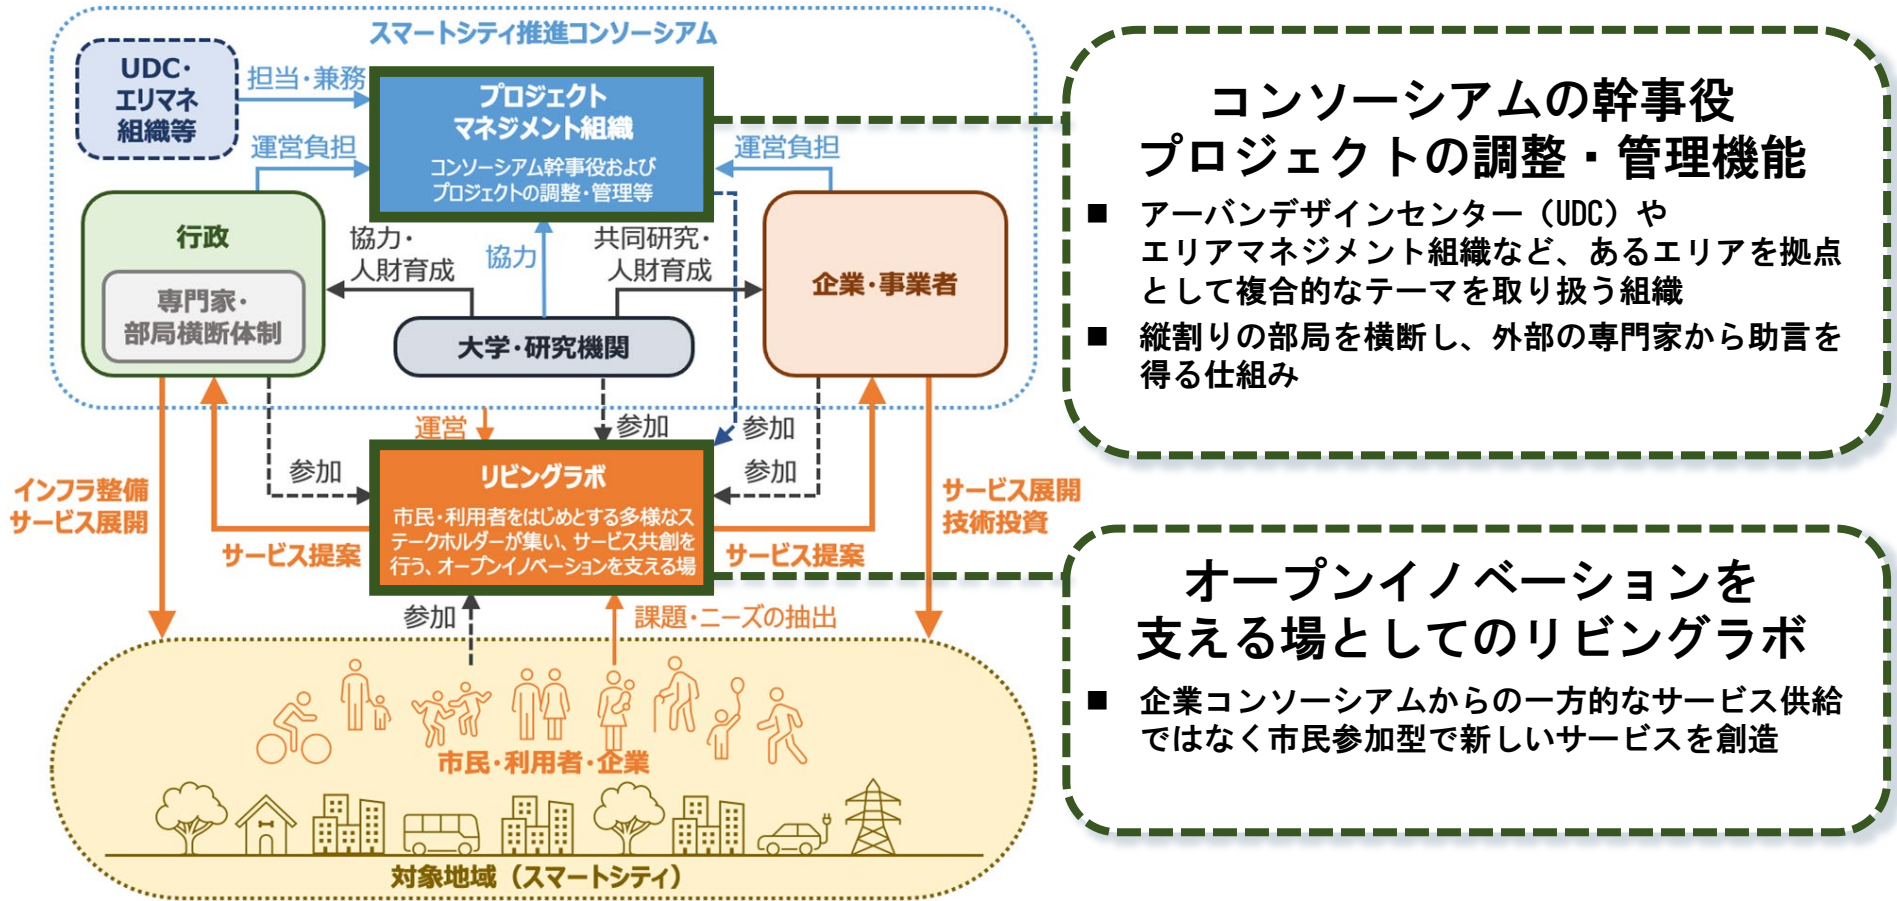 スマートシティ推進コンソーシアム
UDC・
エリマネ
組織等
担当・兼務
プロジェクト
マネジメント組織
コンソーシアム幹事役および
プロジェクトの調整・管理等
運営負担
運営負担
行政
専門家・
部局横断体制
協力・
人財育成
協力
共同研究・
人財育成
企業・事業者
大学・研究機関
運営
参加
参加
参加
参加
インフラ整備
サービス展開
サービス提案
リビングラボ
市民・利用者をはじめとする多様なス
テークホルダーが集い、サービス共創を
行う、オープンイノベーションを支える場
サービス提案
サービス展開
技術投資
参加
課題・ニーズの抽出
市民・利用者・企業
対象地域（スマートシティ）
コンソーシアムの幹事役
プロジェクトの調整・管理機能
■ アーバンデザインセンター（UDC）や
エリアマネジメント組織など、あるエリアを拠点
として複合的なテーマを取り扱う組織
■ 縦割りの部局を横断し、外部の専門家から助言を
得る仕組み
オープンイノベーションを
支える場としてのリビングラボ
■ 企業コンソーシアムからの一方的なサービス供給
ではなく市民参加型で新しいサービスを創造